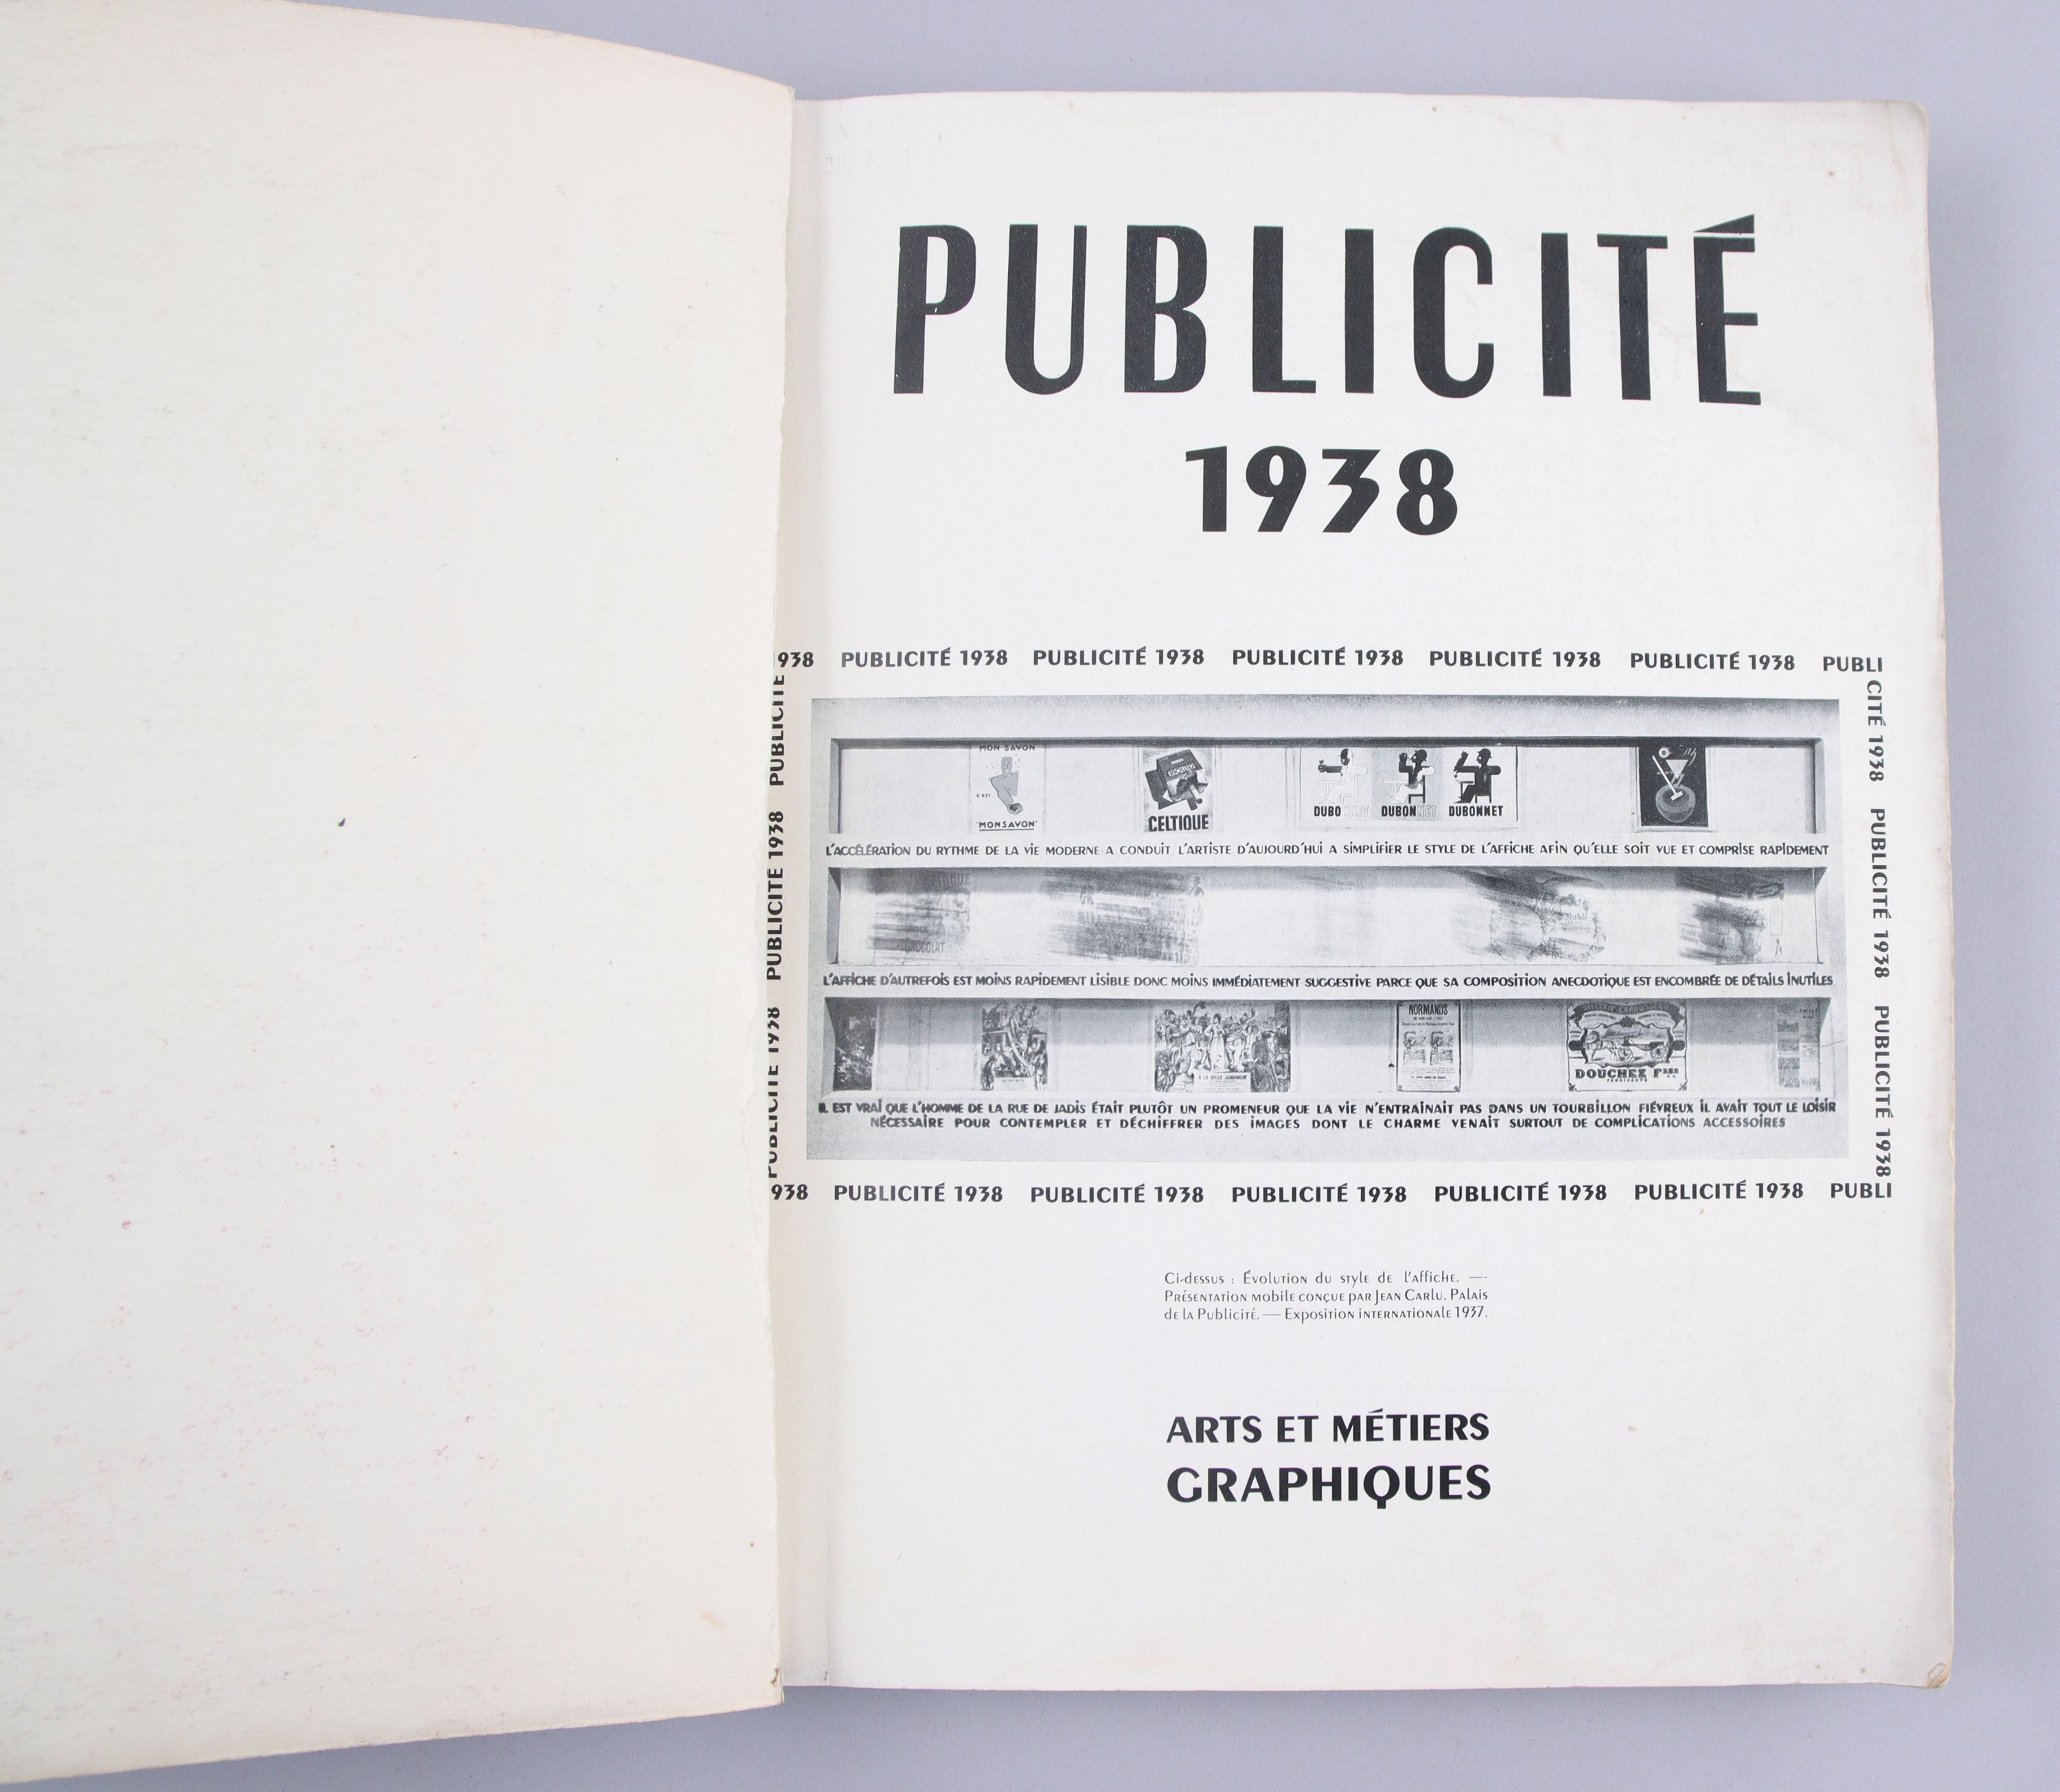 PUBLICITÉ
1938
1938 PUBLICITÉ 1938 PUBLICITÉ 1938 PUBLICITÉ 1938 PUBLICITÉ 1938 PUBLICITÉ 1938 PUBLI
CITÉ 1938 PUBLICITÉ 1938 PUBLICITÉ 1938
PUBLICITÉ 1938 PUBLICITÉ 1938 PUBLICITÉ
MON SAVON
C'EST
"MONSAVON"
CELTIQUE
DUBO DUBON DUBONNET
L'ACCÉLÉRATION DU RYTHME DE LA VIE MODERNE A CONDUIT L'ARTISTE D'AUJOURD'HUI A SIMPLIFIER LE STYLE DE L'AFFICHE AFIN QU'ELLE SOIT VUE ET COMPRISE RAPIDEMENT
L'AFFICHE D'AUTREFOIS EST MOINS RAPIDEMENT LISIBLE DONC MOINS IMMÉDIATEMENT SUGGESTIVE PARCE QUE SA COMPOSITION ANECDOTIQUE EST ENCOMBRÉE DE DÉTAILS INUTILES
NORMANDS
A LA BELLE JARDINIERE
DOUCHEZ FRES
IL EST VRAI QUE L'HOMME DE LA RUE DE JADIS ÉTAIT PLUTÔT UN PROMENEUR QUE LA VIE N'ENTRAINAIT PAS DANS UN TOURBILLON FIÉVREUX IL AVAIT TOUT LE LOISIR
NÉCESSAIRE POUR CONTEMPLER ET DÉCHIFFRER DES IMAGES DONT LE CHARME VENAIT SURTOUT DE COMPLICATIONS ACCESSOIRES
938 PUBLICITÉ 1938 PUBLICITÉ 1938 PUBLICITÉ 1938 PUBLICITÉ 1938 PUBLICITÉ 1938 PUBLI
Ci-dessus : Évolution du style de l'affiche. —
Présentation mobile conçue par Jean Carlu. Palais
de la Publicité. — Exposition internationale 1937.
ARTS ET MÉTIERS
GRAPHIQUES